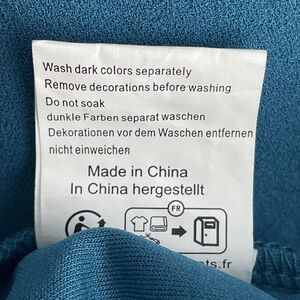 Wash dark colors separately
Remove decorations before washing
Do not soak
dunkle Farben separat waschen
Dekorationen vor dem Waschen entfernen
nicht einweichen
Made in China
In China hergestellt
FR